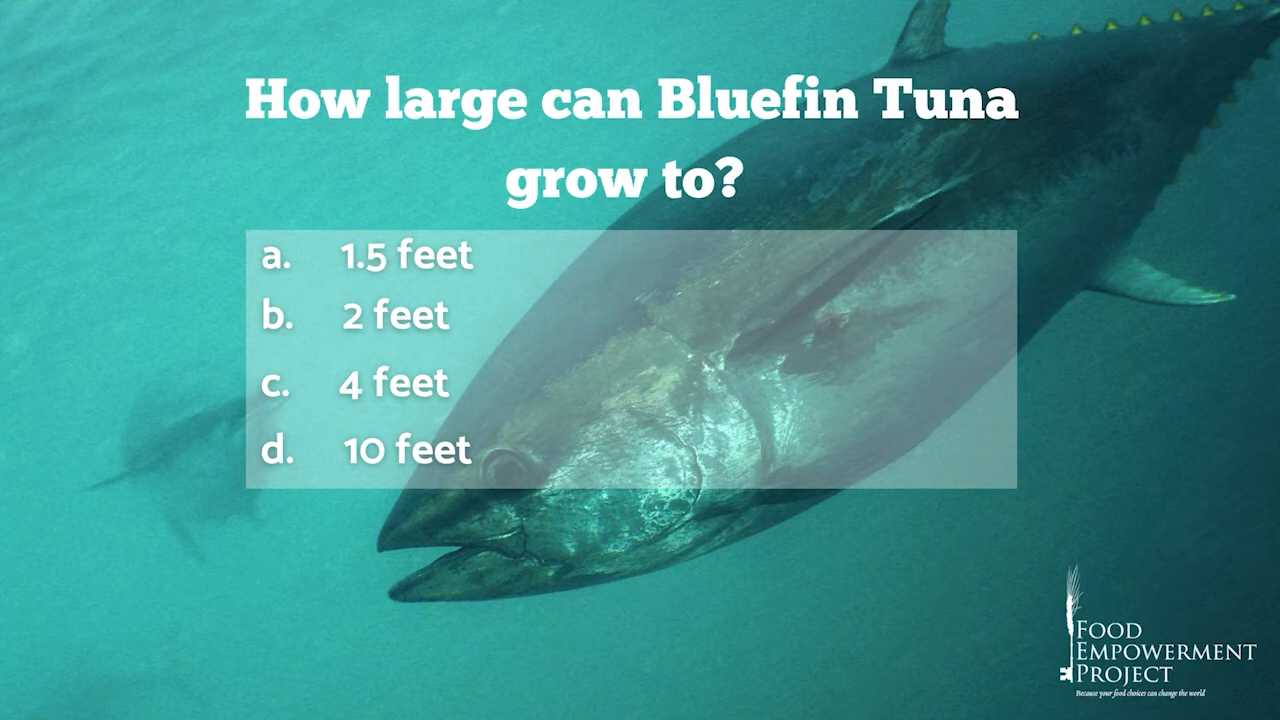 How large can Bluefin Tuna
grow to?
a. 1.5 feet
b. 2 feet
c. 4 feet
d. 10 feet
FOOD
EMPOWERMENT
PROJECT
Because your food choices can change the world